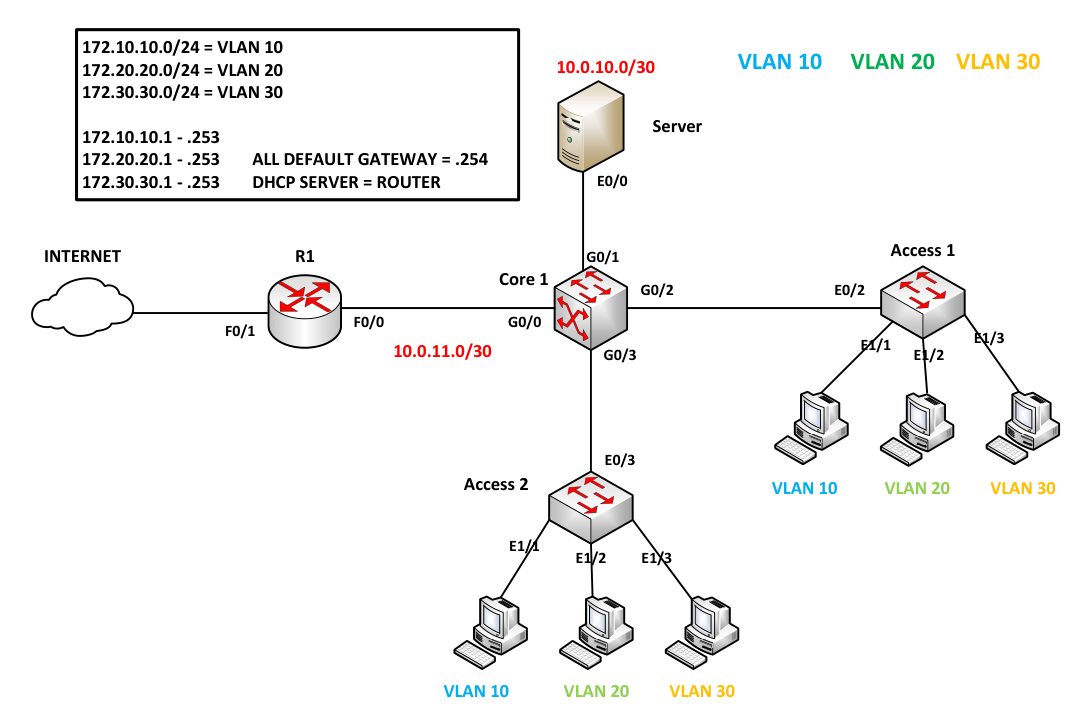 172.10.10.0/24 = VLAN 10
172.20.20.0/24 = VLAN 20
172.30.30.0/24 = VLAN 30
172.10.10.1 - .253
172.20.20.1 - .253 ALL DEFAULT GATEWAY = .254
172.30.30.1 - .253 DHCP SERVER = ROUTER
10.0.10.0/30
VLAN 10 VLAN 20 VLAN 30
Server
E0/0
INTERNET
R1
Core 1
G0/1
Access 1
G0/2
E0/2
F0/1
F0/0
G0/0
10.0.11.0/30
G0/3
E1/1
E1/2
E1/3
VLAN 10
VLAN 20
VLAN 30
E0/3
Access 2
E1/1
E1/2
E1/3
VLAN 10
VLAN 20
VLAN 30